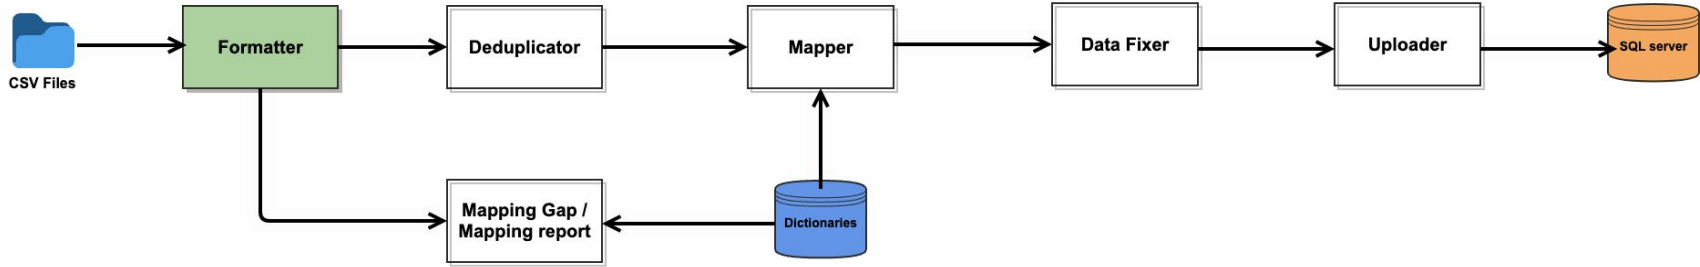 CSV Files
Formatter
Deduplicator
Mapper
Data Fixer
Uploader
SQL server
Mapping Gap /
Mapping report
Dictionaries